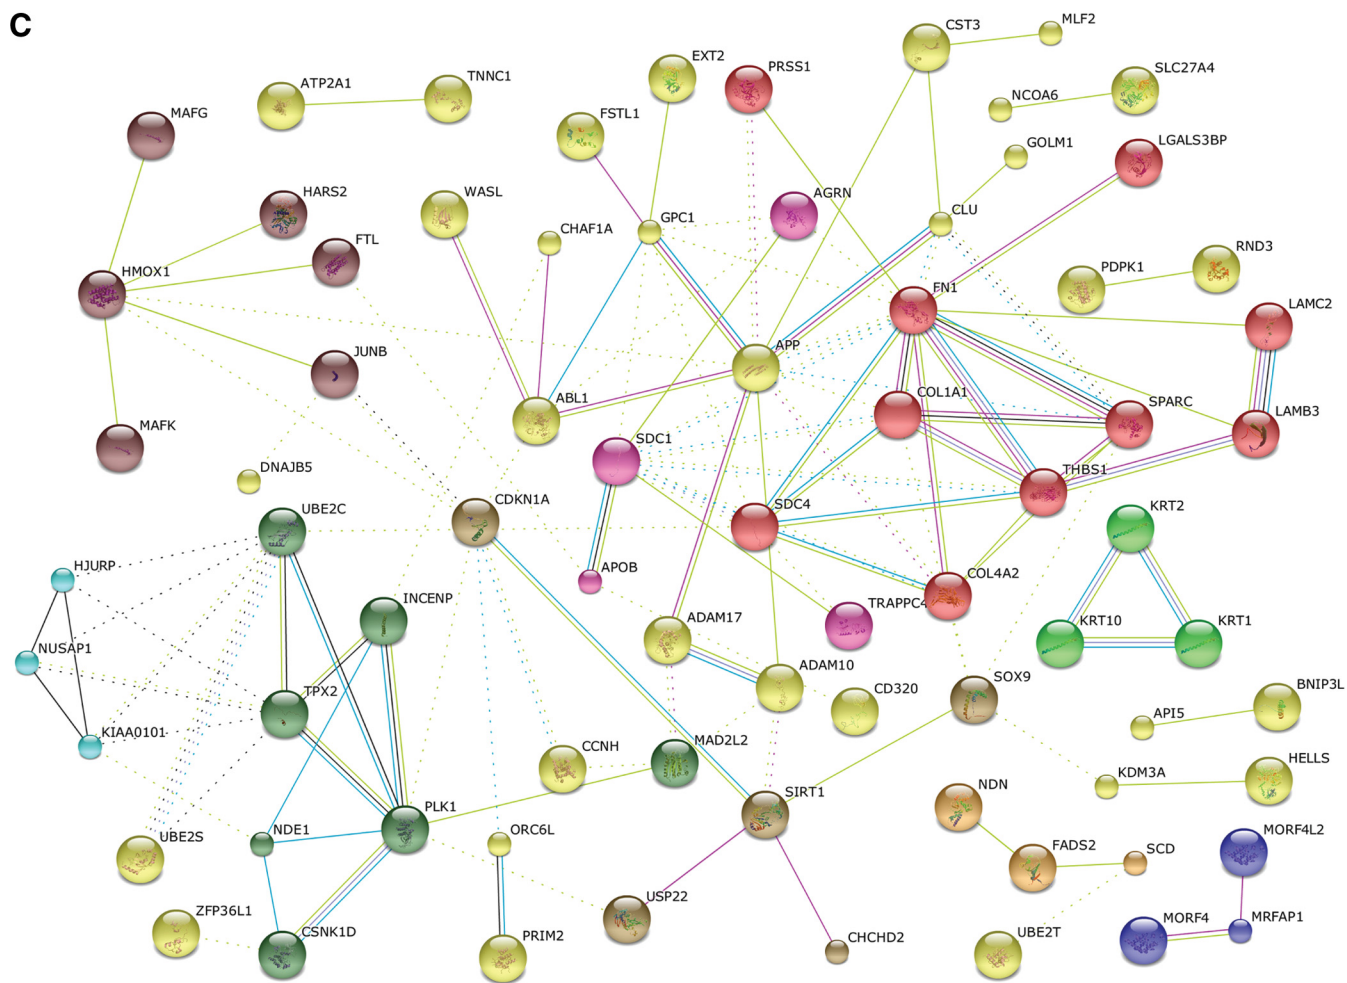 C
CST3
MLF2
EXT2
PRSS1
SLC27A4
ATP2A1
TNNC1
NCOA6
MAFG
FSTL1
GOLM1
LGALS3BP
HARS2
WASL
AGRN
CHAF1A
GPC1
CLU
FTL
RND3
PDPK1
HMOX1
FN1
LAMC2
JUNB
APP
ABL1
COL1A1
SPARC
LAMB3
MAFK
SDC1
THBS1
DNAJB5
CDKN1A
UBE2C
SDC4
KRT2
HJURP
APOB
COL4A2
INCENP
TRAPPC4
ADAM17
KRT10
KRT1
NUSAP1
ADAM10
SOX9
TPX2
CD320
BNIP3L
KIAA0101
API5
CCNH
MAD2L2
HELLS
KDM3A
SIRT1
NDN
PLK1
NDE1
ORC6L
UBE2S
MORF4L2
FADS2
SCD
USP22
ZFP36L1
CSNK1D
PRIM2
CHCHD2
UBE2T
MORF4
MRFAP1